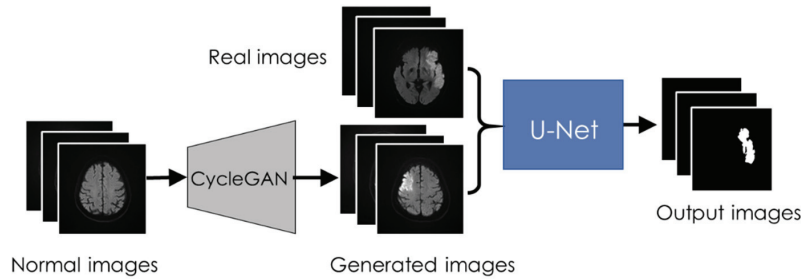 Real images
U-Net
CycleGAN
Normal images
Generated images
Output images